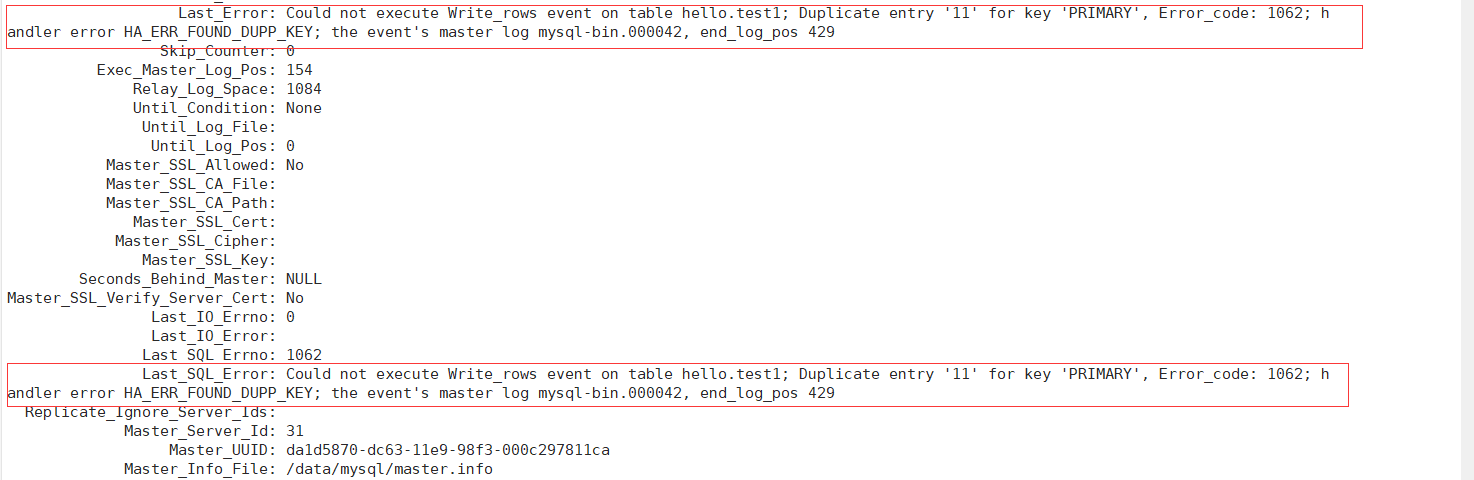 Last_Error: Could not execute Write_rows event on table hello.test1; Duplicate entry '11' for key 'PRIMARY', Error_code: 1062; h
andler error HA_ERR_FOUND_DUPP_KEY; the event's master log mysql-bin.000042, end_log_pos 429
Skip_Counter: 0
Exec_Master_Log_Pos: 154
Relay_Log_Space: 1084
Until_Condition: None
Until_Log_File:
Until_Log_Pos: 0
Master_SSL_Allowed: No
Master_SSL_CA_File:
Master_SSL_CA_Path:
Master_SSL_Cert:
Master_SSL_Cipher:
Master_SSL_Key:
Seconds_Behind_Master: NULL
Master_SSL_Verify_Server_Cert: No
Last_IO_Errno: 0
Last_IO_Error:
Last_SQL_Errno: 1062
Last_SQL_Error: Could not execute Write_rows event on table hello.test1; Duplicate entry '11' for key 'PRIMARY', Error_code: 1062; h
andler error HA_ERR_FOUND_DUPP_KEY; the event's master log mysql-bin.000042, end_log_pos 429
Replicate_Ignore_Server_Ids:
Master_Server_Id: 31
Master_UUID: da1d5870-dc63-11e9-98f3-000c297811ca
Master_Info_File: /data/mysql/master.info